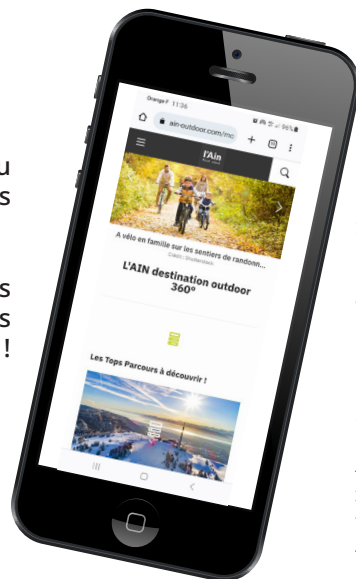 u
s
s
s
!
Orange F 11:36
96%
ain-outdoor.com/mo
l'Ain
A vélo en famille sur les sentiers de randonn...
Crédit : Shutterstock
L'AIN destination outdoor
360°
Les Tops Parcours à découvrir !